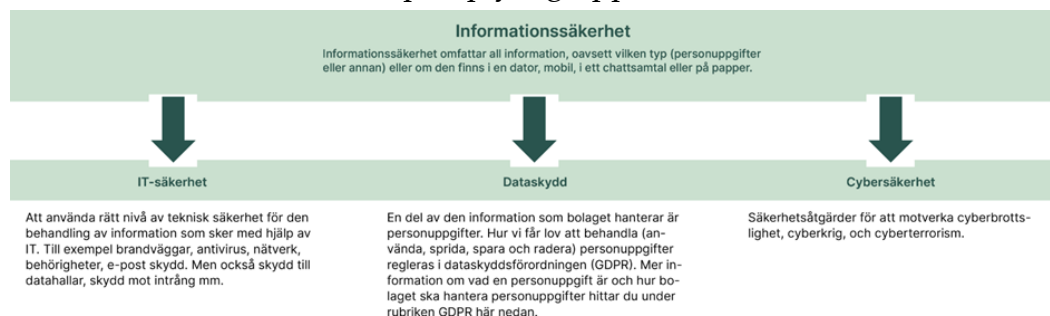 Informationssäkerhet
Informationssäkerhet omfattar all information, oavsett vilken typ (personuppgifter
eller annan) eller om den finns i en dator, mobil, i ett chattsamtal eller på papper.
IT-säkerhet
Att använda rätt nivå av teknisk säkerhet för den
behandling av information som sker med hjälp av
IT. Till exempel brandväggar, antivirus, nätverk,
behörigheter, e-post skydd. Men också skydd till
datahallar, skydd mot intrång mm.
Dataskydd
En del av den information som bolaget hanterar är
personuppgifter. Hur vi får lov att behandla (an-
vända, sprida, spara och radera) personuppgifter
regleras i dataskyddsförordningen (GDPR). Mer in-
formation om vad en personuppgift är och hur bo-
laget ska hantera personuppgifter hittar du under
rubriken GDPR här nedan.
Cybersäkerhet
Säkerhetsåtgärder för att motverka cyberbrotts-
lighet, cyberkrig, och cyberterrorism.